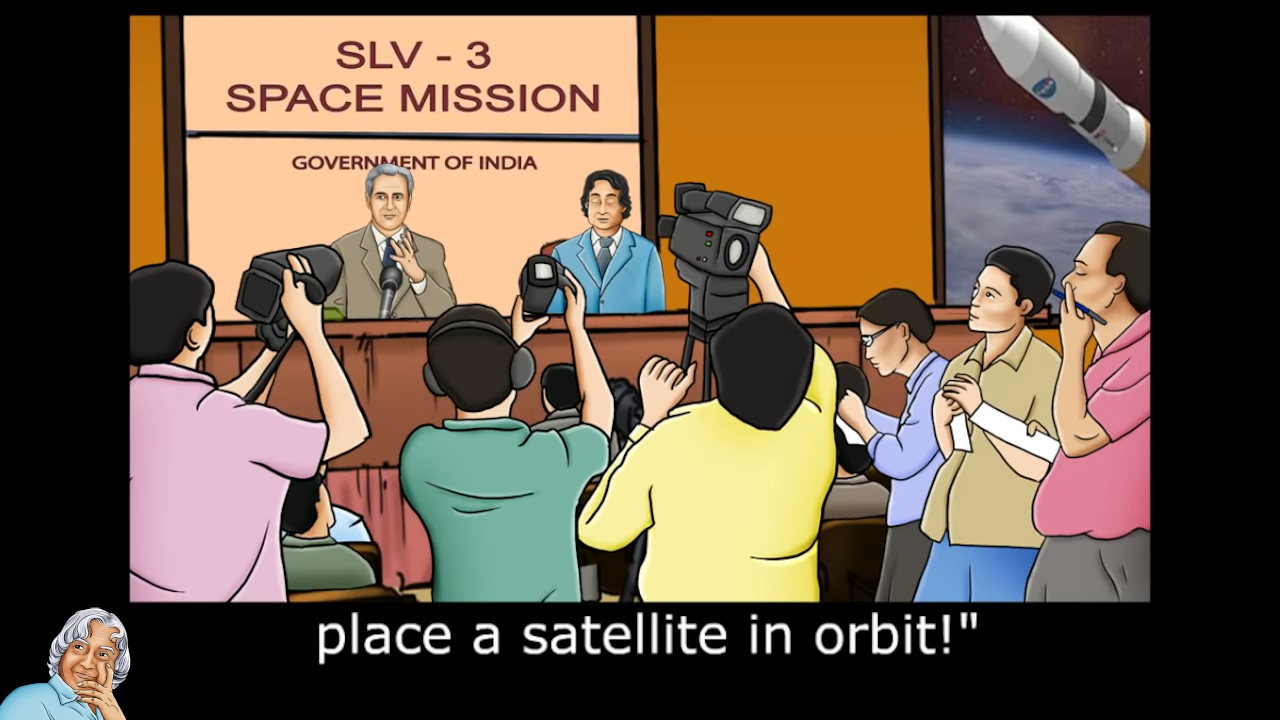 SLV - 3
SPACE MISSION
GOVERNMENT OF INDIA
place a satellite in orbit!"